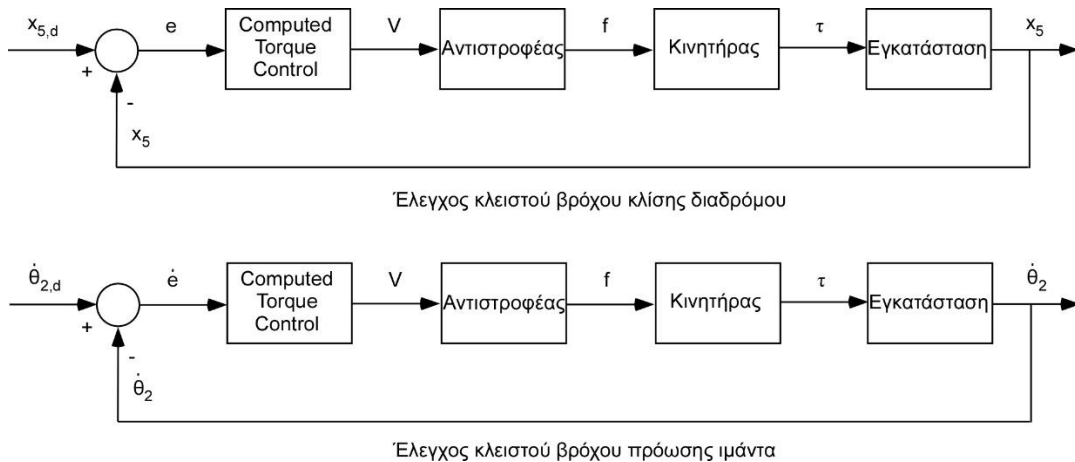 x5,d
+
-
x5
e
Computed
Torque
Control
V
Αντιστροφέας
f
Κινητήρας
τ
Εγκατάσταση
x5
Έλεγχος κλειστού βρόχου κλίσης διαδρόμου
θ̇2,d
+
-
θ̇2
ė
Computed
Torque
Control
V
Αντιστροφέας
f
Κινητήρας
τ
Εγκατάσταση
θ̇2
Έλεγχος κλειστού βρόχου πρόωσης ιμάντα